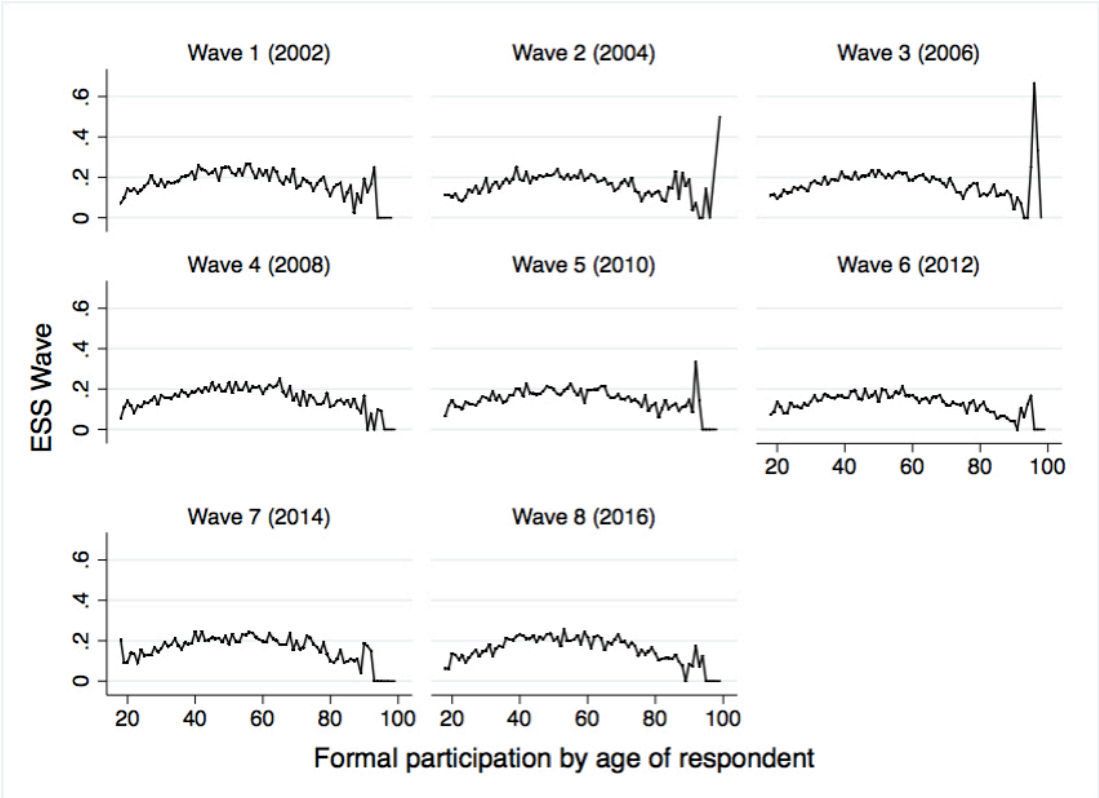 Wave 1 (2002) Wave 2 (2004) Wave 3 (2006)
.6
.4
.2
0
Wave 4 (2008) Wave 5 (2010) Wave 6 (2012)
.6
.4
.2
0
20 40 60 80 100
ESS Wave
Wave 7 (2014) Wave 8 (2016)
.6
.4
.2
0
20 40 60 80 100 20 40 60 80 100
Formal participation by age of respondent